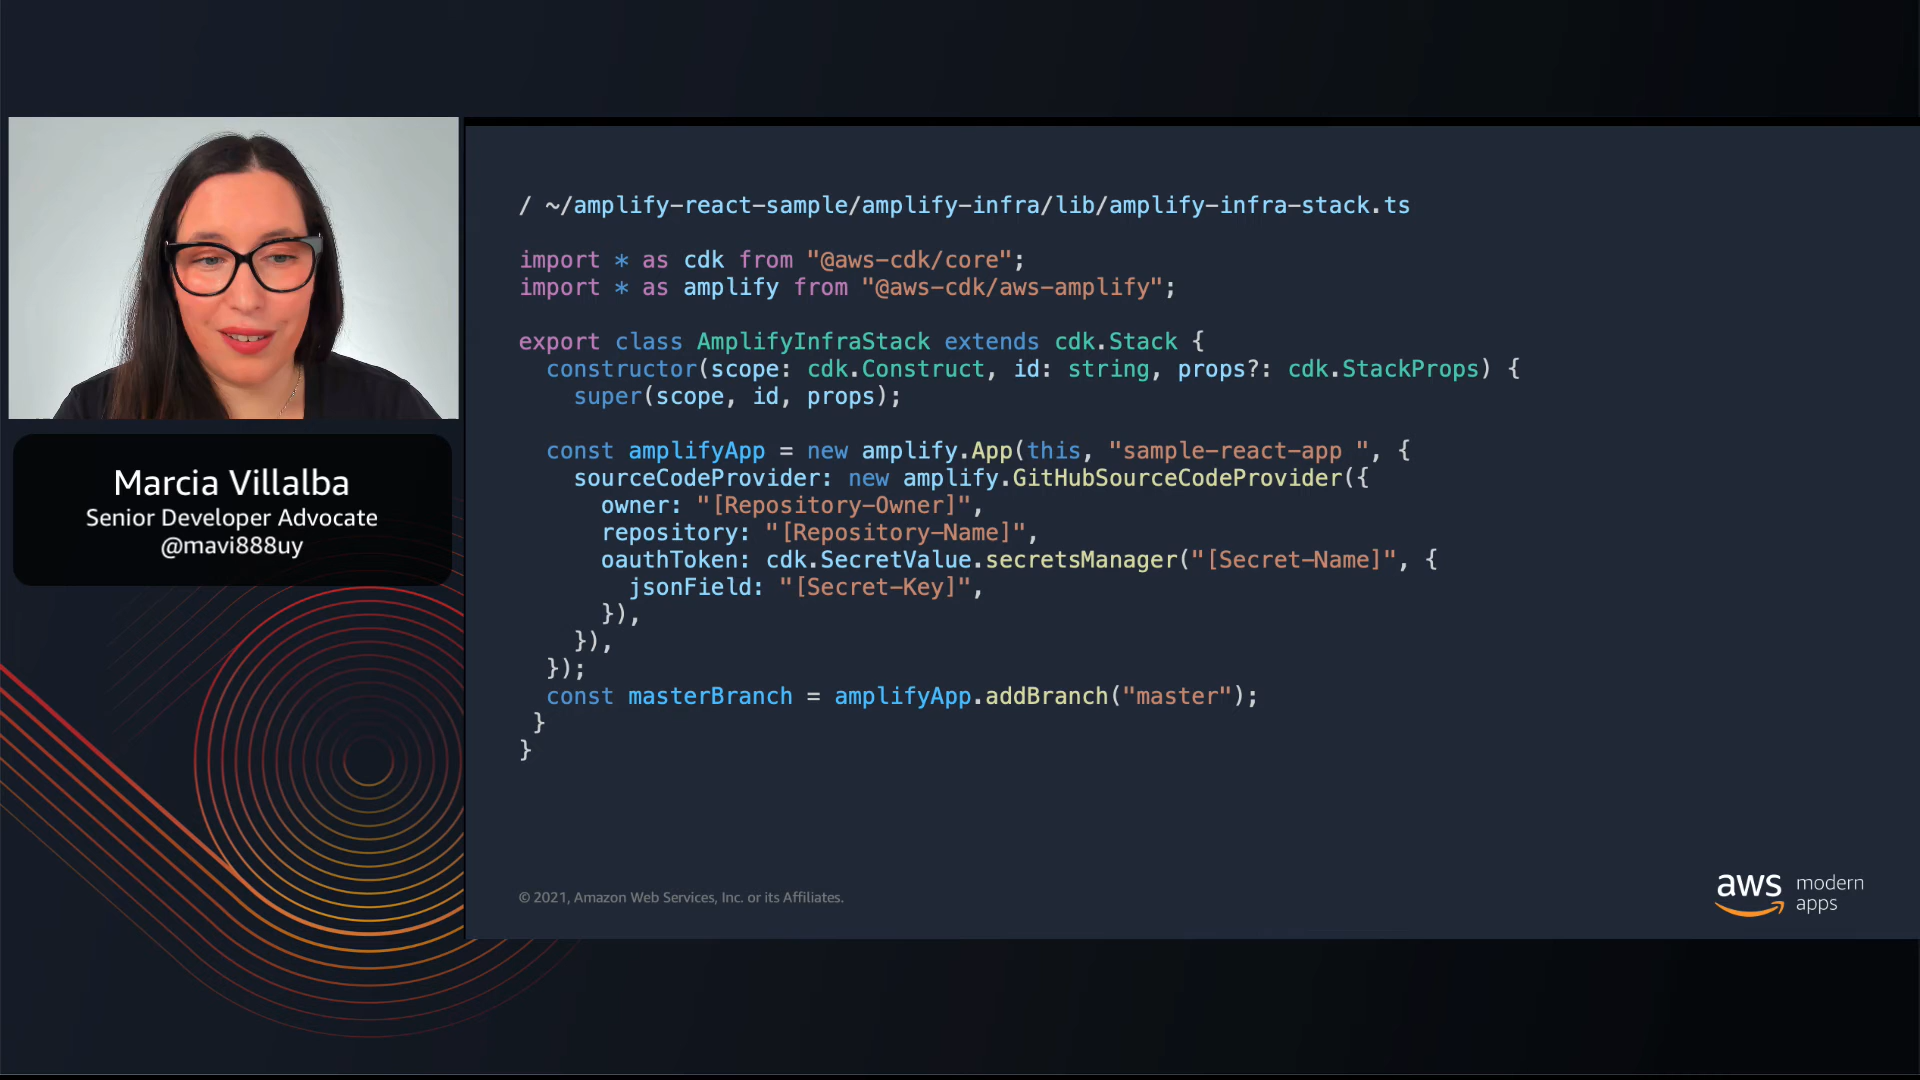 Marcia Villalba
Senior Developer Advocate
@mavi888uy
/ ~/amplify-react-sample/amplify-infra/lib/amplify-infra-stack.ts
import * as cdk from "@aws-cdk/core";
import * as amplify from "@aws-cdk/aws-amplify";
export class AmplifyInfraStack extends cdk.Stack {
constructor(scope: cdk.Construct, id: string, props?: cdk.StackProps) {
super(scope, id, props);
const amplifyApp = new amplify.App(this, "sample-react-app ", {
sourceCodeProvider: new amplify.GitHubSourceCodeProvider({
owner: "[Repository-Owner]",
repository: "[Repository-Name]",
oauthToken: cdk.SecretValue.secretsManager("[Secret-Name]", {
jsonField: "[Secret-Key]",
}),
}),
});
const masterBranch = amplifyApp.addBranch("master");
}
}
© 2021, Amazon Web Services, Inc. or its Affiliates.
aws modern
apps